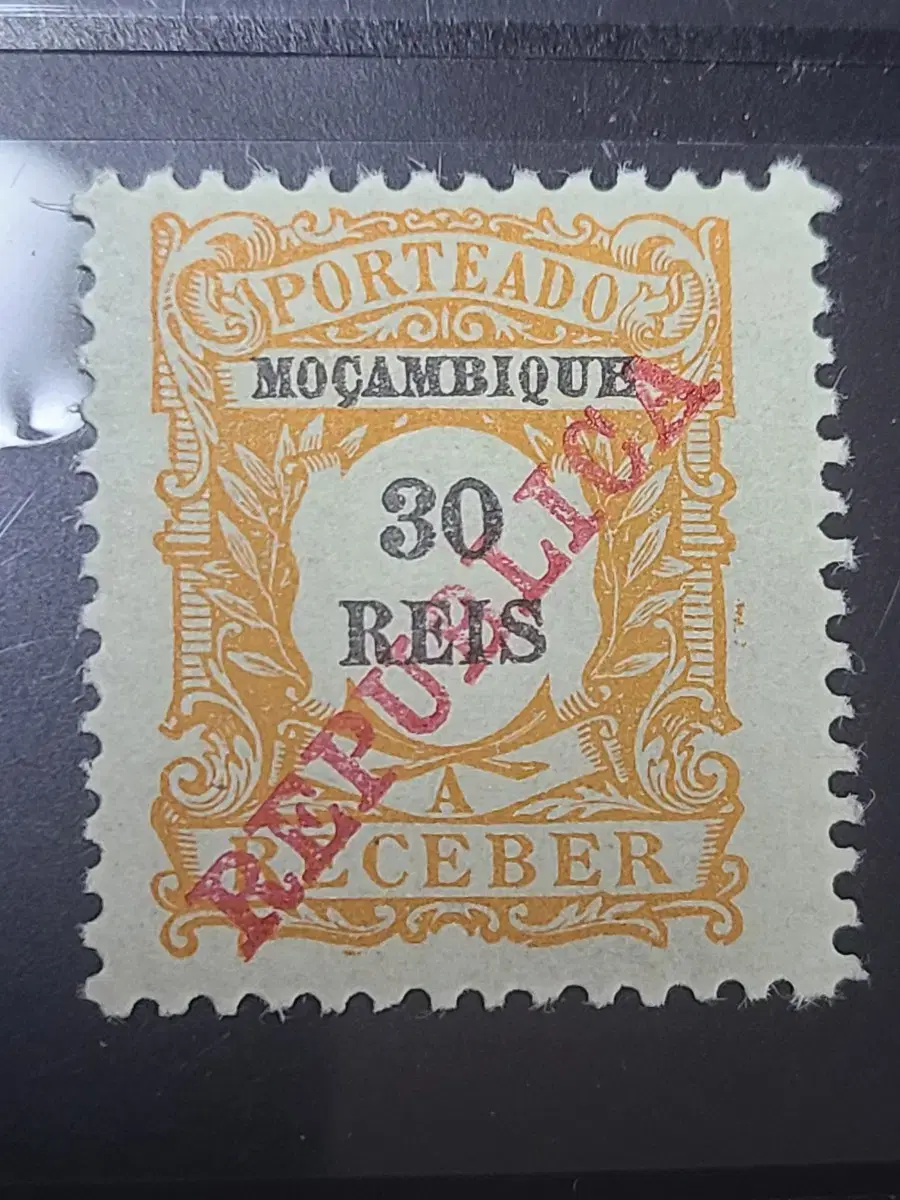 PORTEADO
MOÇAMBIQUE
30
REIS
REPUBLICA
A
RECEBER